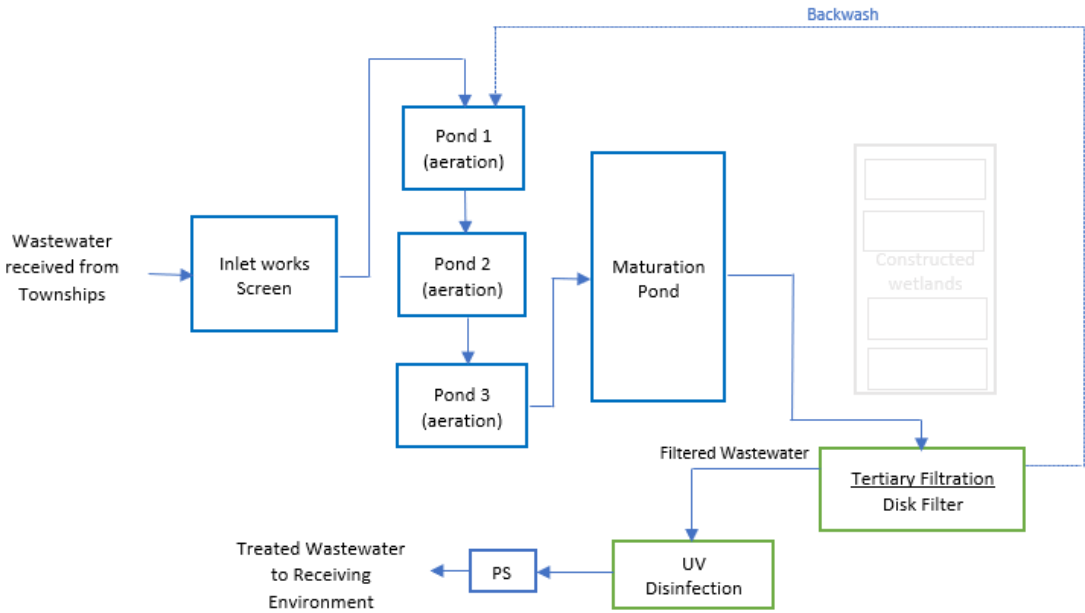 Backwash
Pond 1
(aeration)
Wastewater
received from
Townships
Inlet works
Screen
Pond 2
(aeration)
Maturation
Pond
Constructed
wetlands
Pond 3
(aeration)
Filtered Wastewater
Tertiary Filtration
Disk Filter
Treated Wastewater
to Receiving
Environment
PS
UV
Disinfection